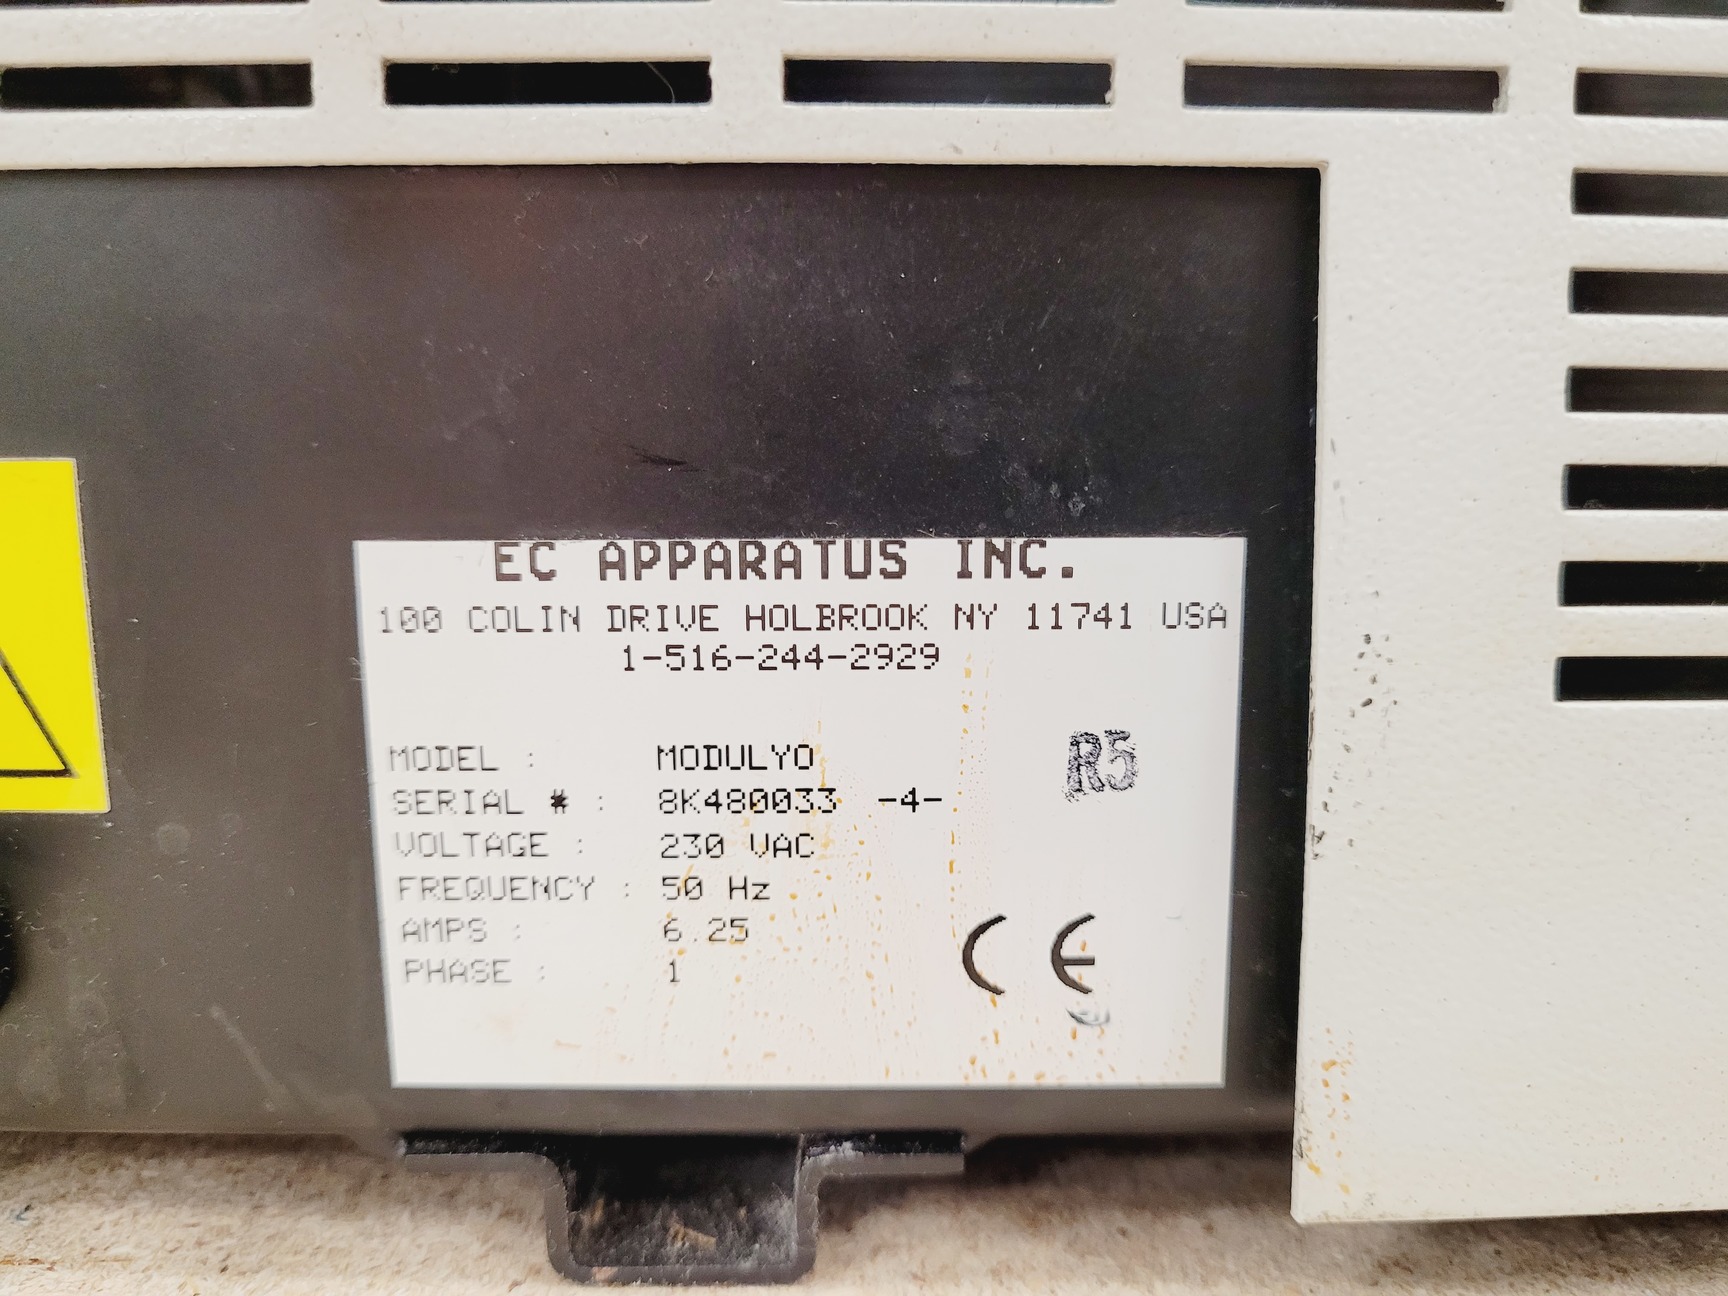 EC APPARATUS INC.
100 COLIN DRIVE HOLBROOK NY 11741 USA
1-516-244-2929
MODEL : MODULYO
R5
SERIAL # : 8K480033 -4-
VOLTAGE : 230 VAC
FREQUENCY : 50 Hz
AMPS : 6.25
PHASE : 1
CE